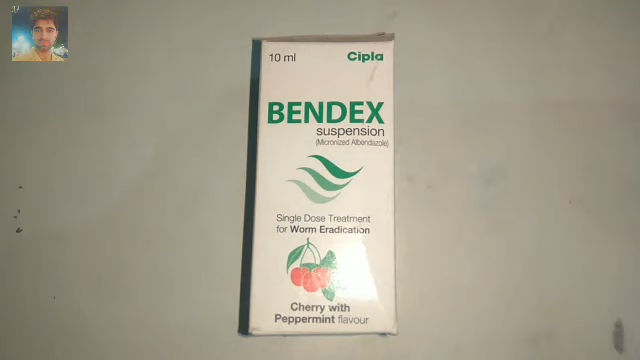 10 ml Cipla
BENDEX
suspension
(Micronized Albendazole)
Single Dose Treatment
for Worm Eradication
Cherry with
Peppermint flavour